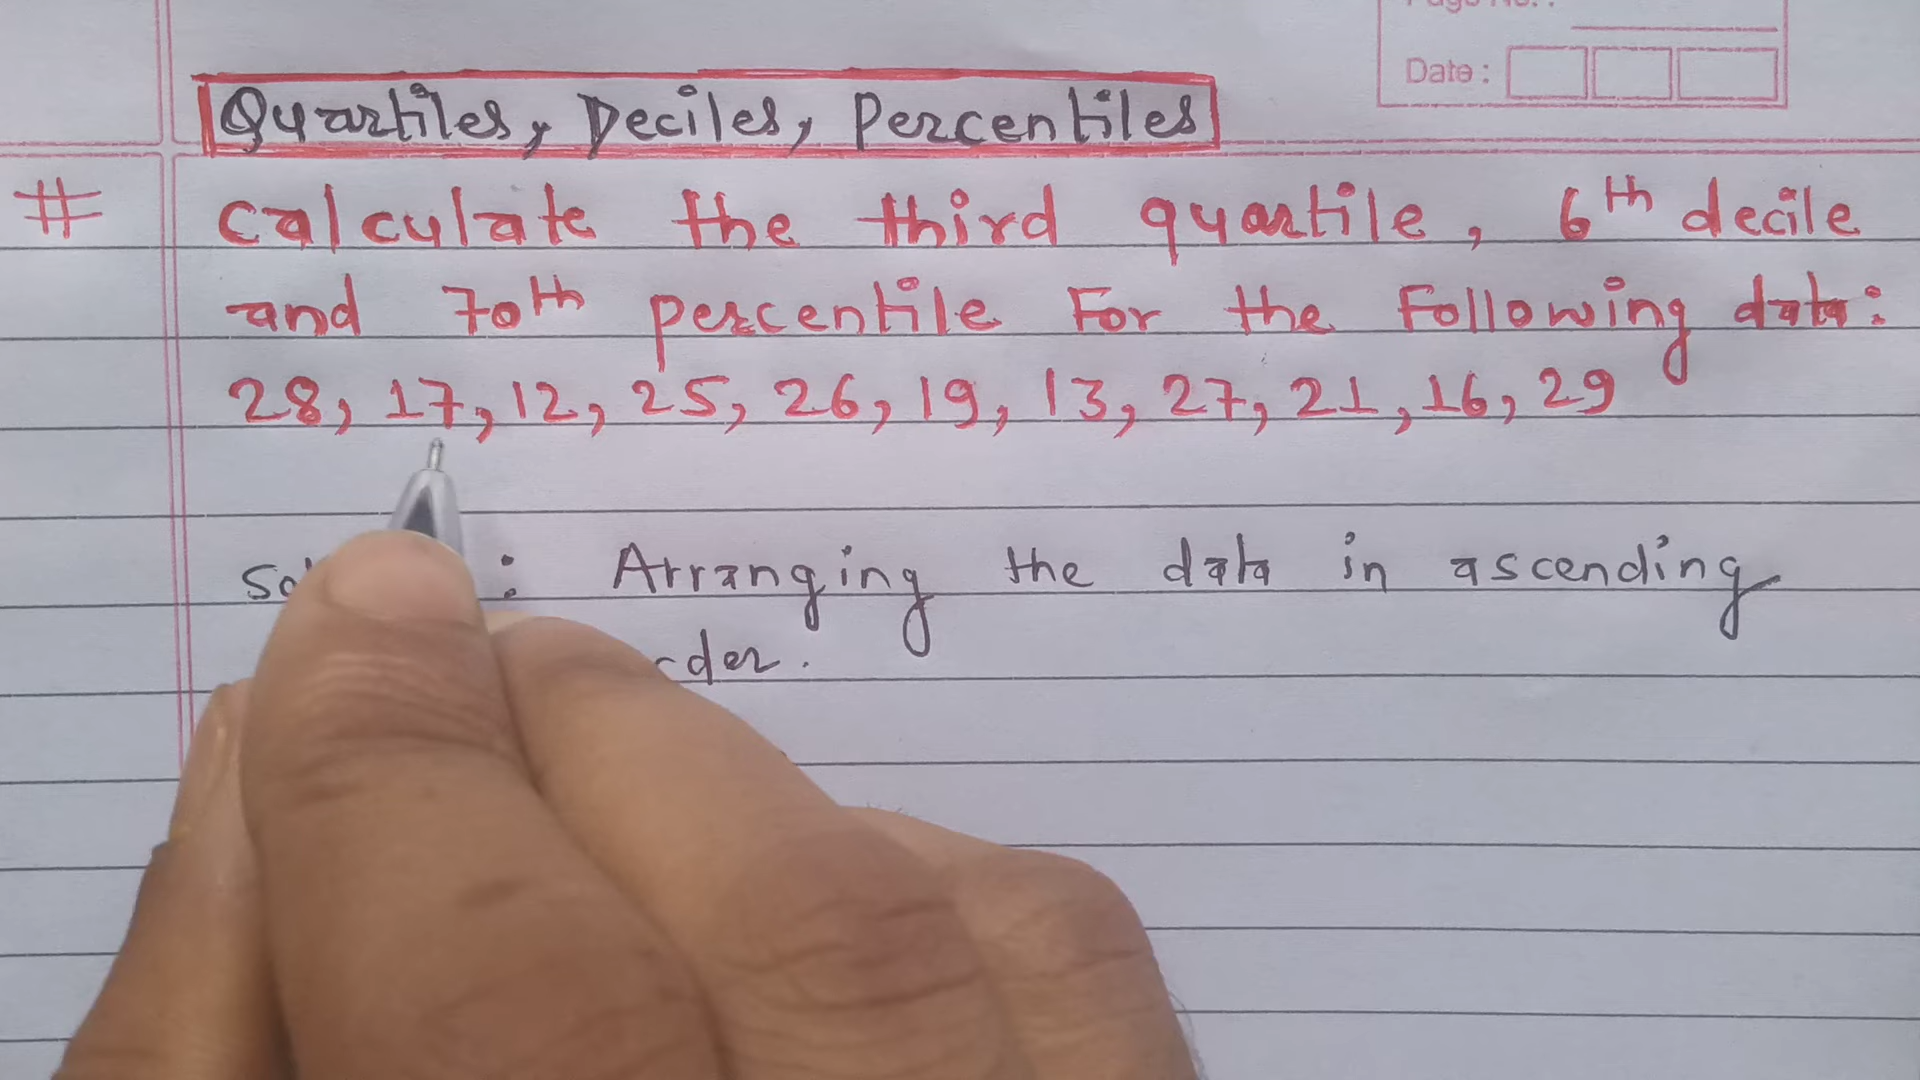 Date :
Quartiles, Deciles, Percentiles
# Calculate the third quartile, 6th decile
and 70th percentile For the Following data:
28, 17, 12, 25, 26, 19, 13, 27, 21, 16, 29
: Arranging the data in ascending